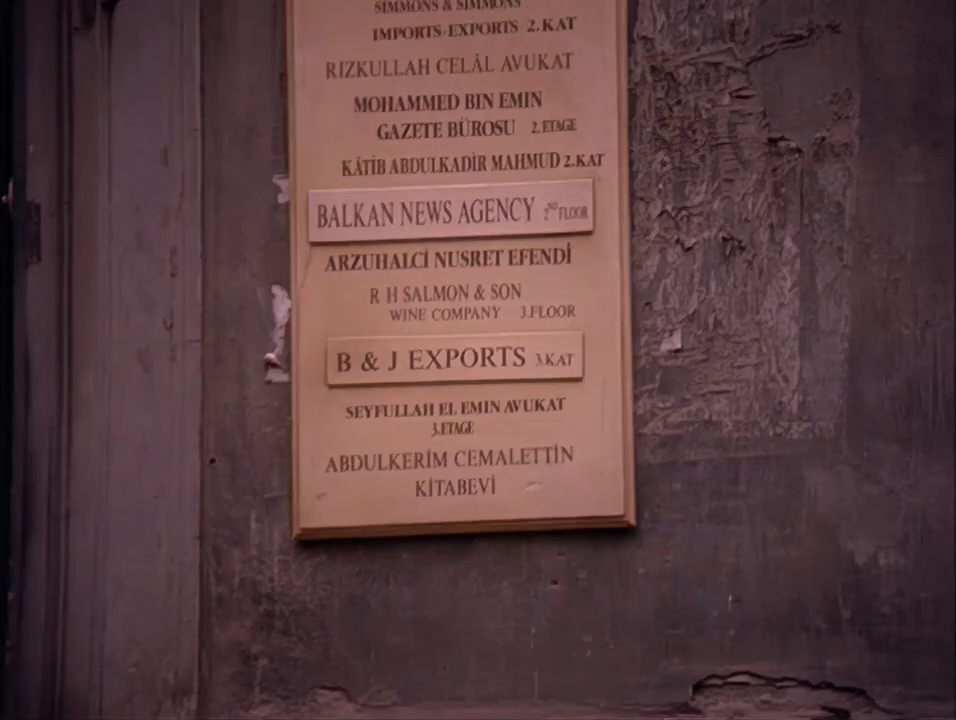 SIMMONS & SIMMONS
IMPORTS-EXPORTS 2.KAT
RIZKULLAH CELÂL AVUKAT
MOHAMMED BIN EMIN
GAZETE BÜROSU 2.ETAGE
KÂTİB ABDULKADİR MAHMUD 2.KAT
BALKAN NEWS AGENCY 2ND FLOOR
ARZUHALCİ NUSRET EFENDİ
R H SALMON & SON
WINE COMPANY 3.FLOOR
B & J EXPORTS 3.KAT
SEYFULLAH EL EMIN AVUKAT
3.ETAGE
ABDULKERİM CEMALETTİN
KİTABEVİ